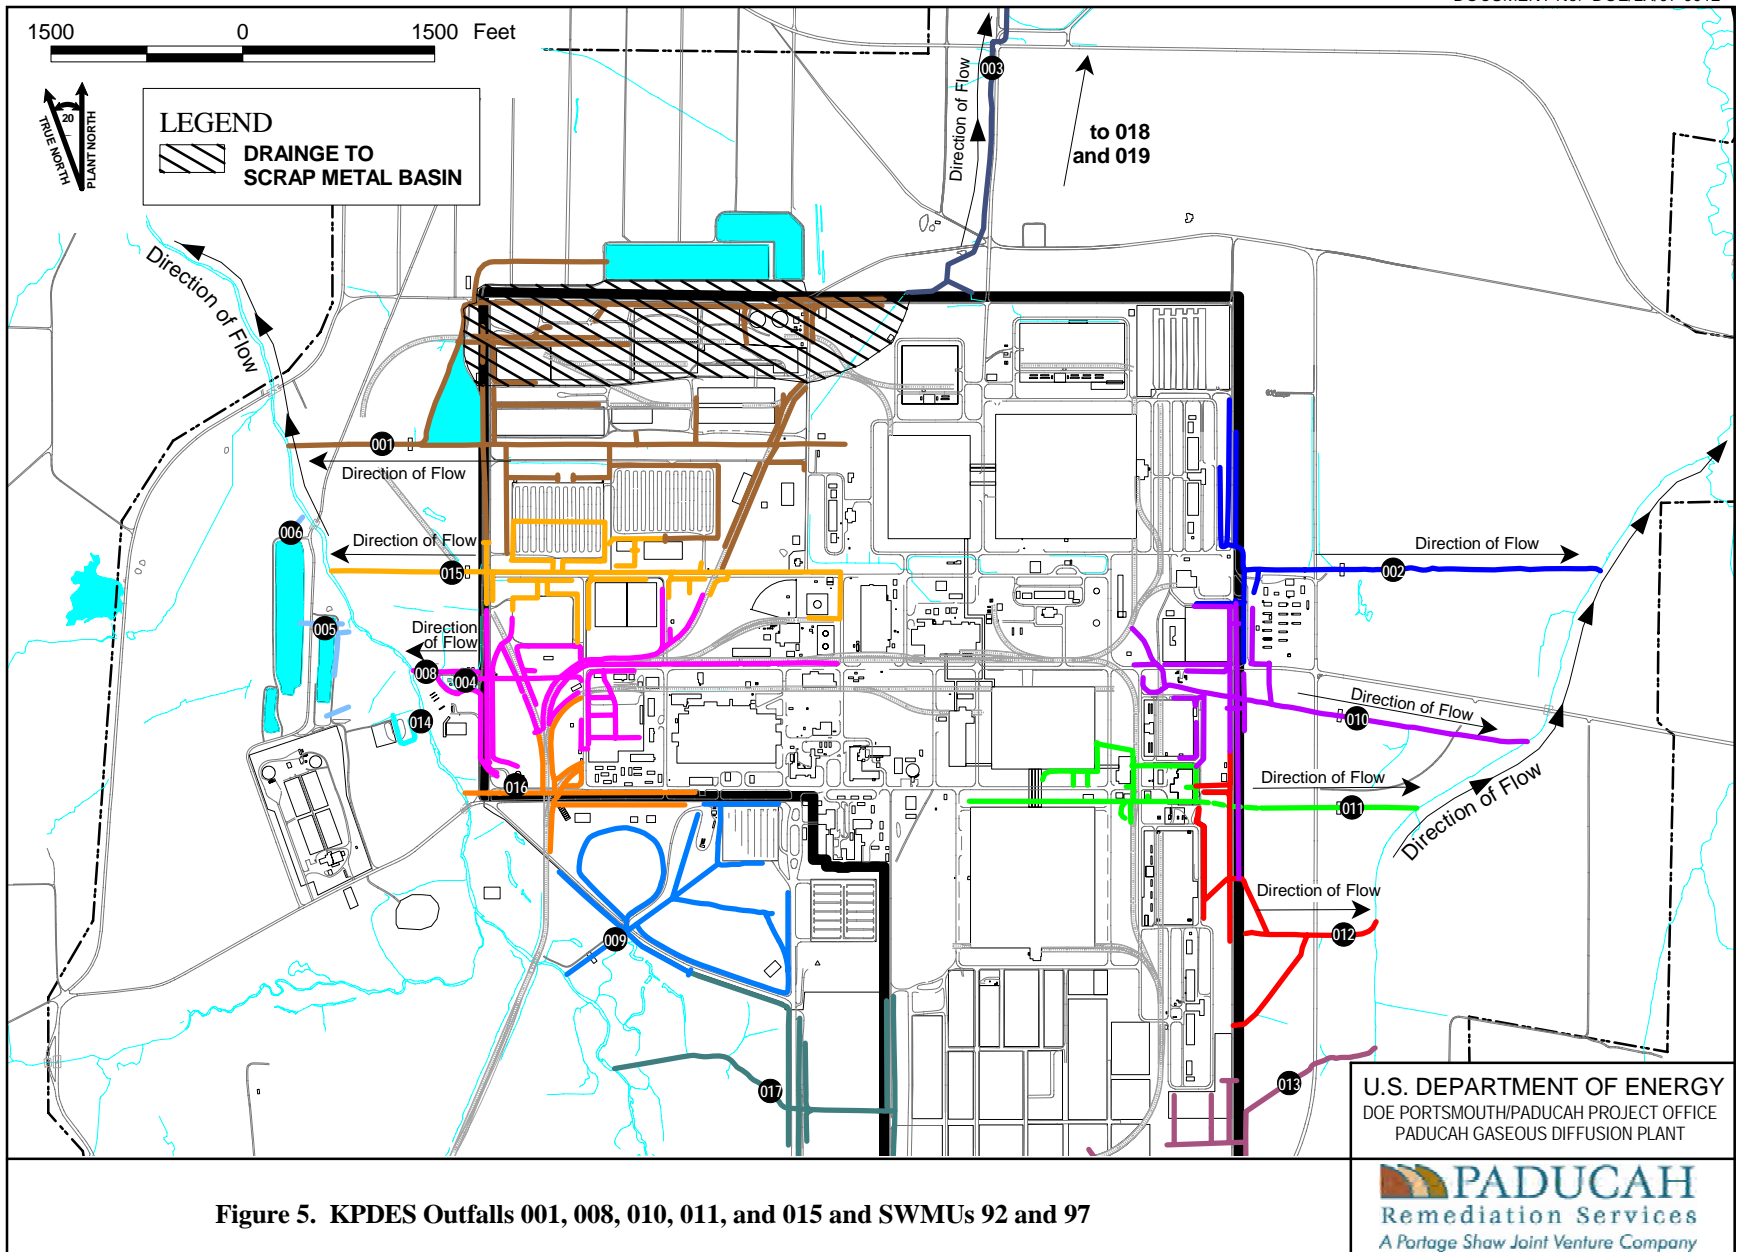 1500 0 1500 Feet
TRUE NORTH
20
PLANT NORTH
LEGEND
DRAINGE TO
SCRAP METAL BASIN
003
Direction of Flow
to 018
and 019
Direction of Flow
001
Direction of Flow
006
Direction of Flow
015
Direction of Flow
002
005
Direction
of Flow
008
004
014
Direction of Flow
010
016
Direction of Flow
011
Direction of Flow
Direction of Flow
012
009
017
013
U.S. DEPARTMENT OF ENERGY
DOE PORTSMOUTH/PADUCAH PROJECT OFFICE
PADUCAH GASEOUS DIFFUSION PLANT
Figure 5. KPDES Outfalls 001, 008, 010, 011, and 015 and SWMUs 92 and 97
PADUCAH
Remediation Services
A Portage Shaw Joint Venture Company